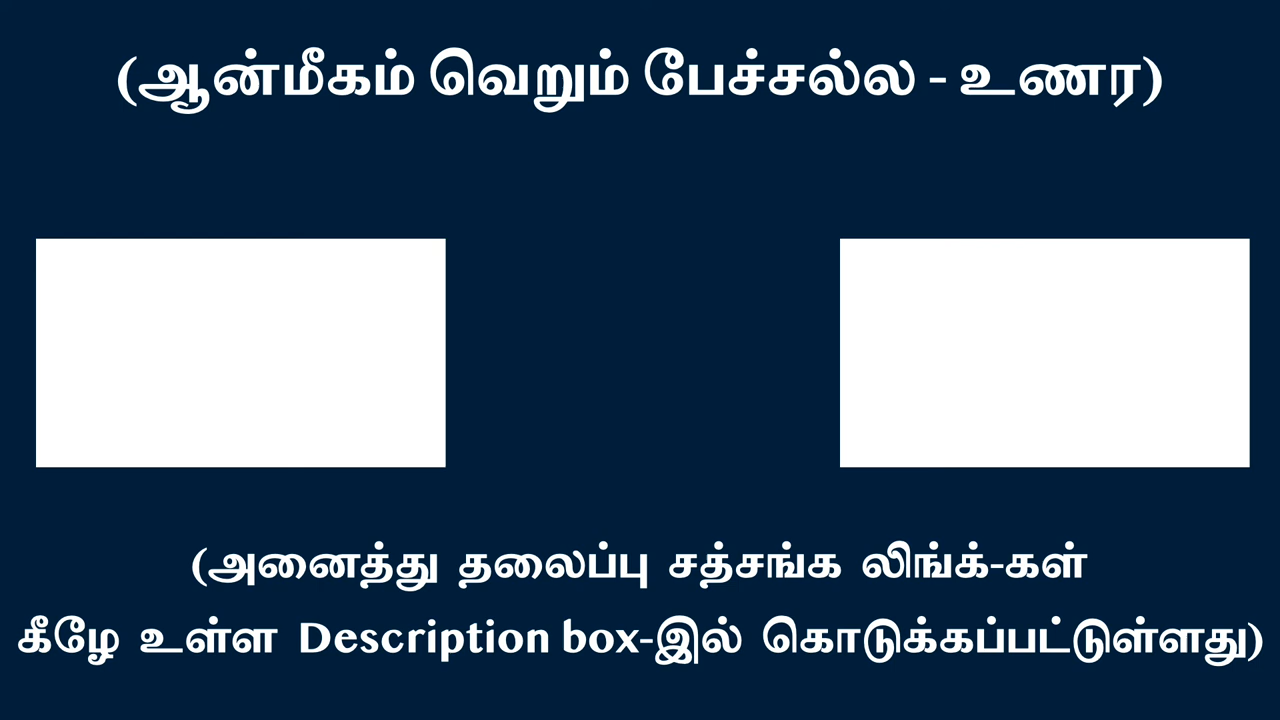 (ஆன்மீகம் வெறும் பேச்சல்ல - உணர)
(அனைத்து தலைப்பு சத்சங்க லிங்க்-கள்
கீழே உள்ள Description box-இல் கொடுக்கப்பட்டுள்ளது)